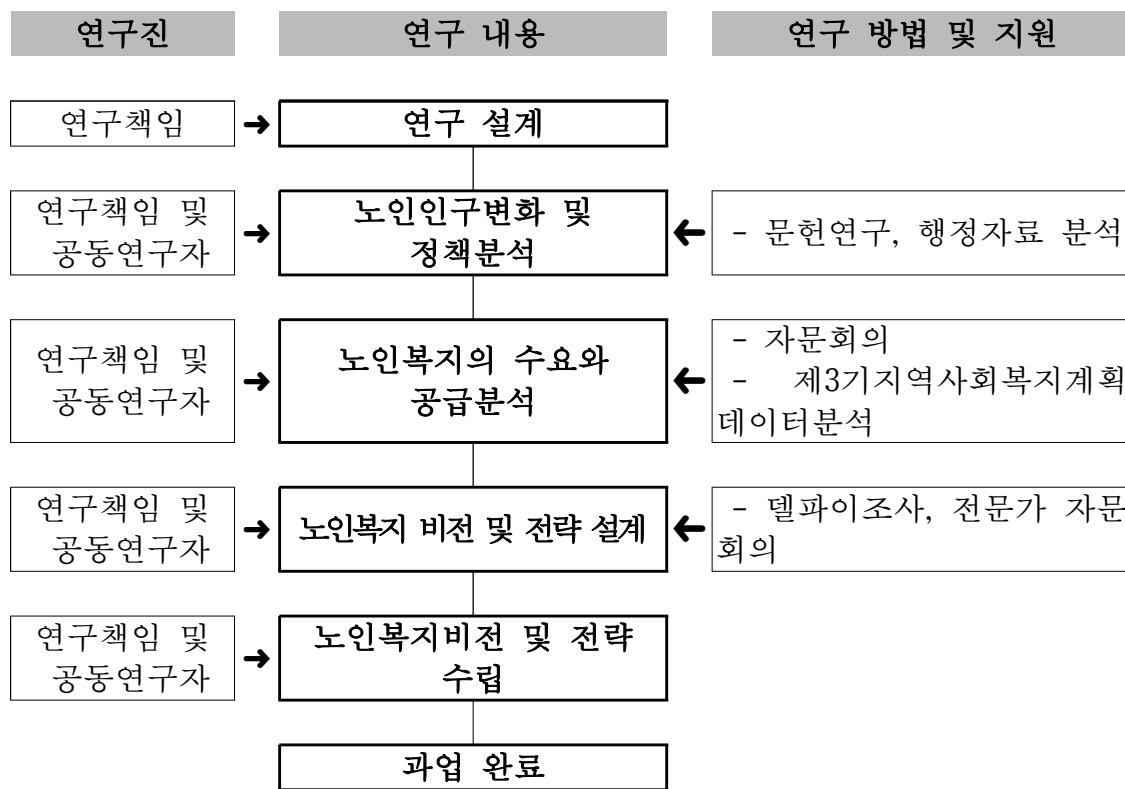 연구진
연구 내용
연구 방법 및 지원
연구책임
연구 설계
연구책임 및
공동연구자
노인인구변화 및
정책분석
- 문헌연구, 행정자료 분석
연구책임 및
공동연구자
노인복지의 수요와
공급분석
- 자문회의
- 제3기지역사회복지계획
데이터분석
연구책임 및
공동연구자
노인복지 비전 및 전략 설계
- 델파이조사, 전문가 자문
회의
연구책임 및
공동연구자
노인복지비전 및 전략
수립
과업 완료